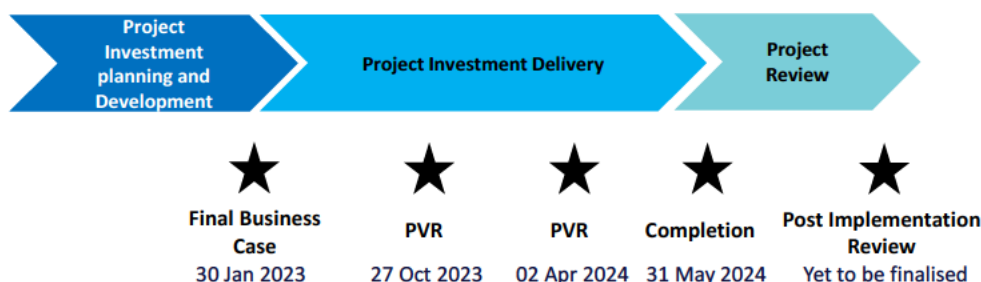 Project
Investment
planning and
Development
Project Investment Delivery
Project
Review
Final Business
Case
30 Jan 2023
PVR
27 Oct 2023
PVR
02 Apr 2024
Completion
31 May 2024
Post Implementation
Review
Yet to be finalised